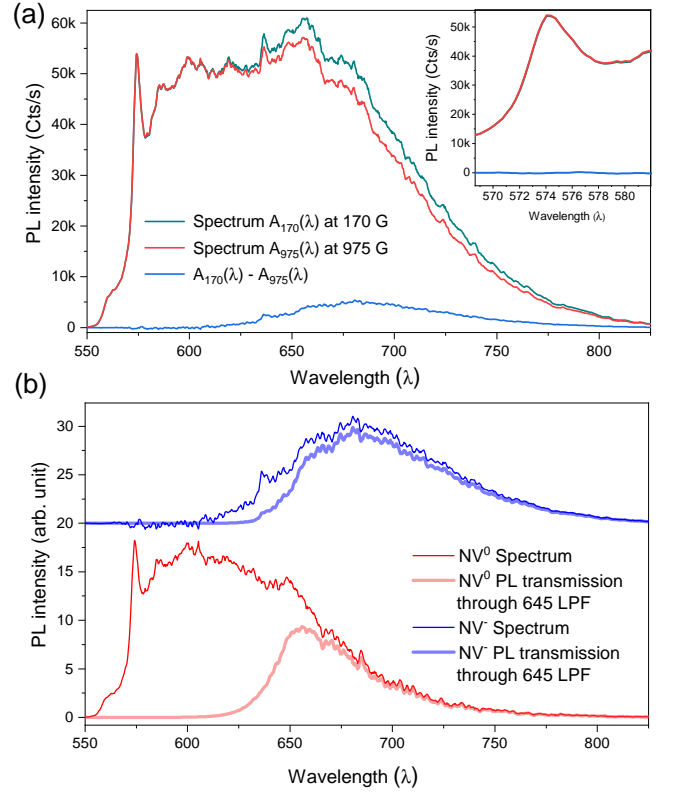 (a)
60k
50k
40k
30k
20k
10k
0
PL intensity (Cts/s)
550 600 650 700 750 800
Wavelength (λ)
Spectrum A170(λ) at 170 G
Spectrum A975(λ) at 975 G
A170(λ) - A975(λ)
50k
40k
30k
20k
10k
0
PL intensity (Cts/s)
570 572 574 576 578 580
Wavelength (λ)
(b)
30
25
20
15
10
5
0
PL intensity (arb. unit)
550 600 650 700 750 800
Wavelength (λ)
NV⁰ Spectrum
NV⁰ PL transmission
through 645 LPF
NV⁻ Spectrum
NV⁻ PL transmission
through 645 LPF